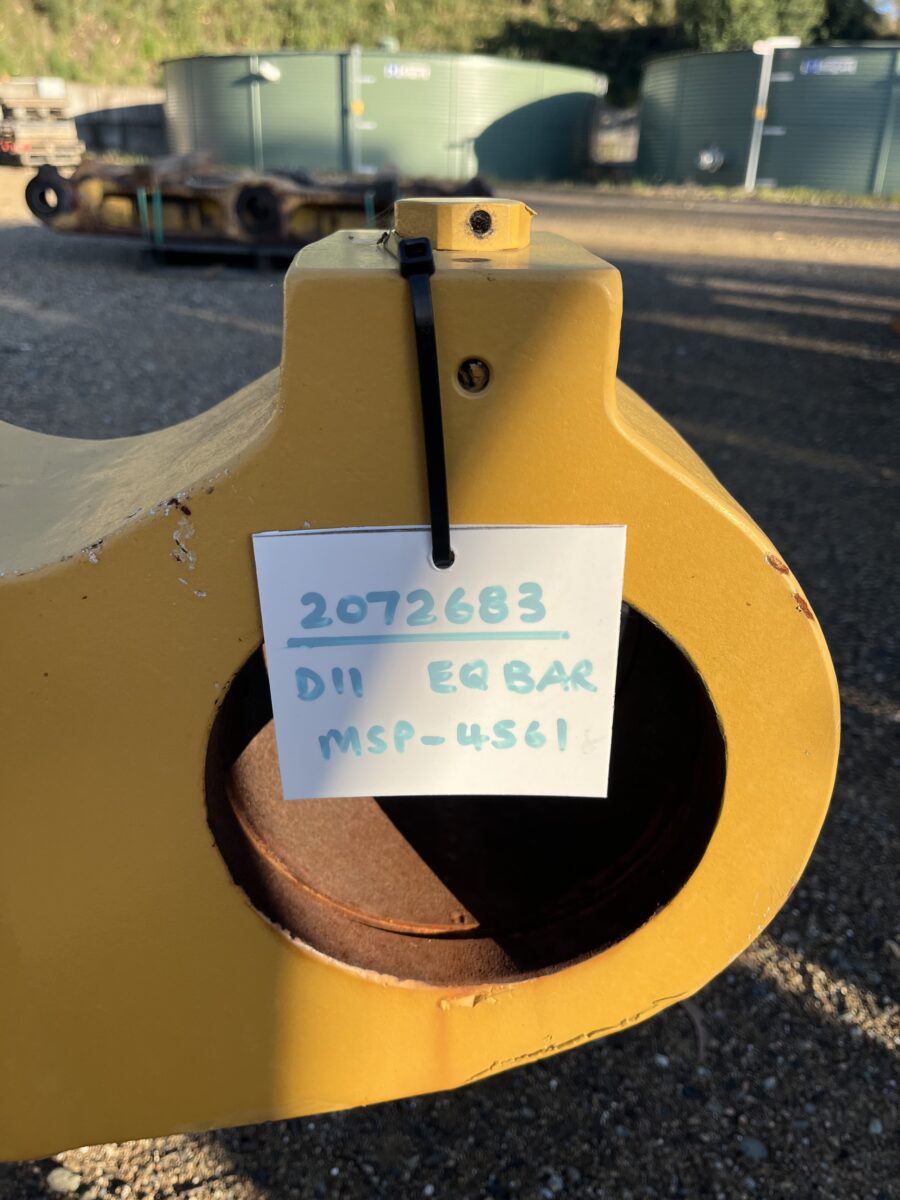 2072683
D11 EQ BAR
MSP-4561